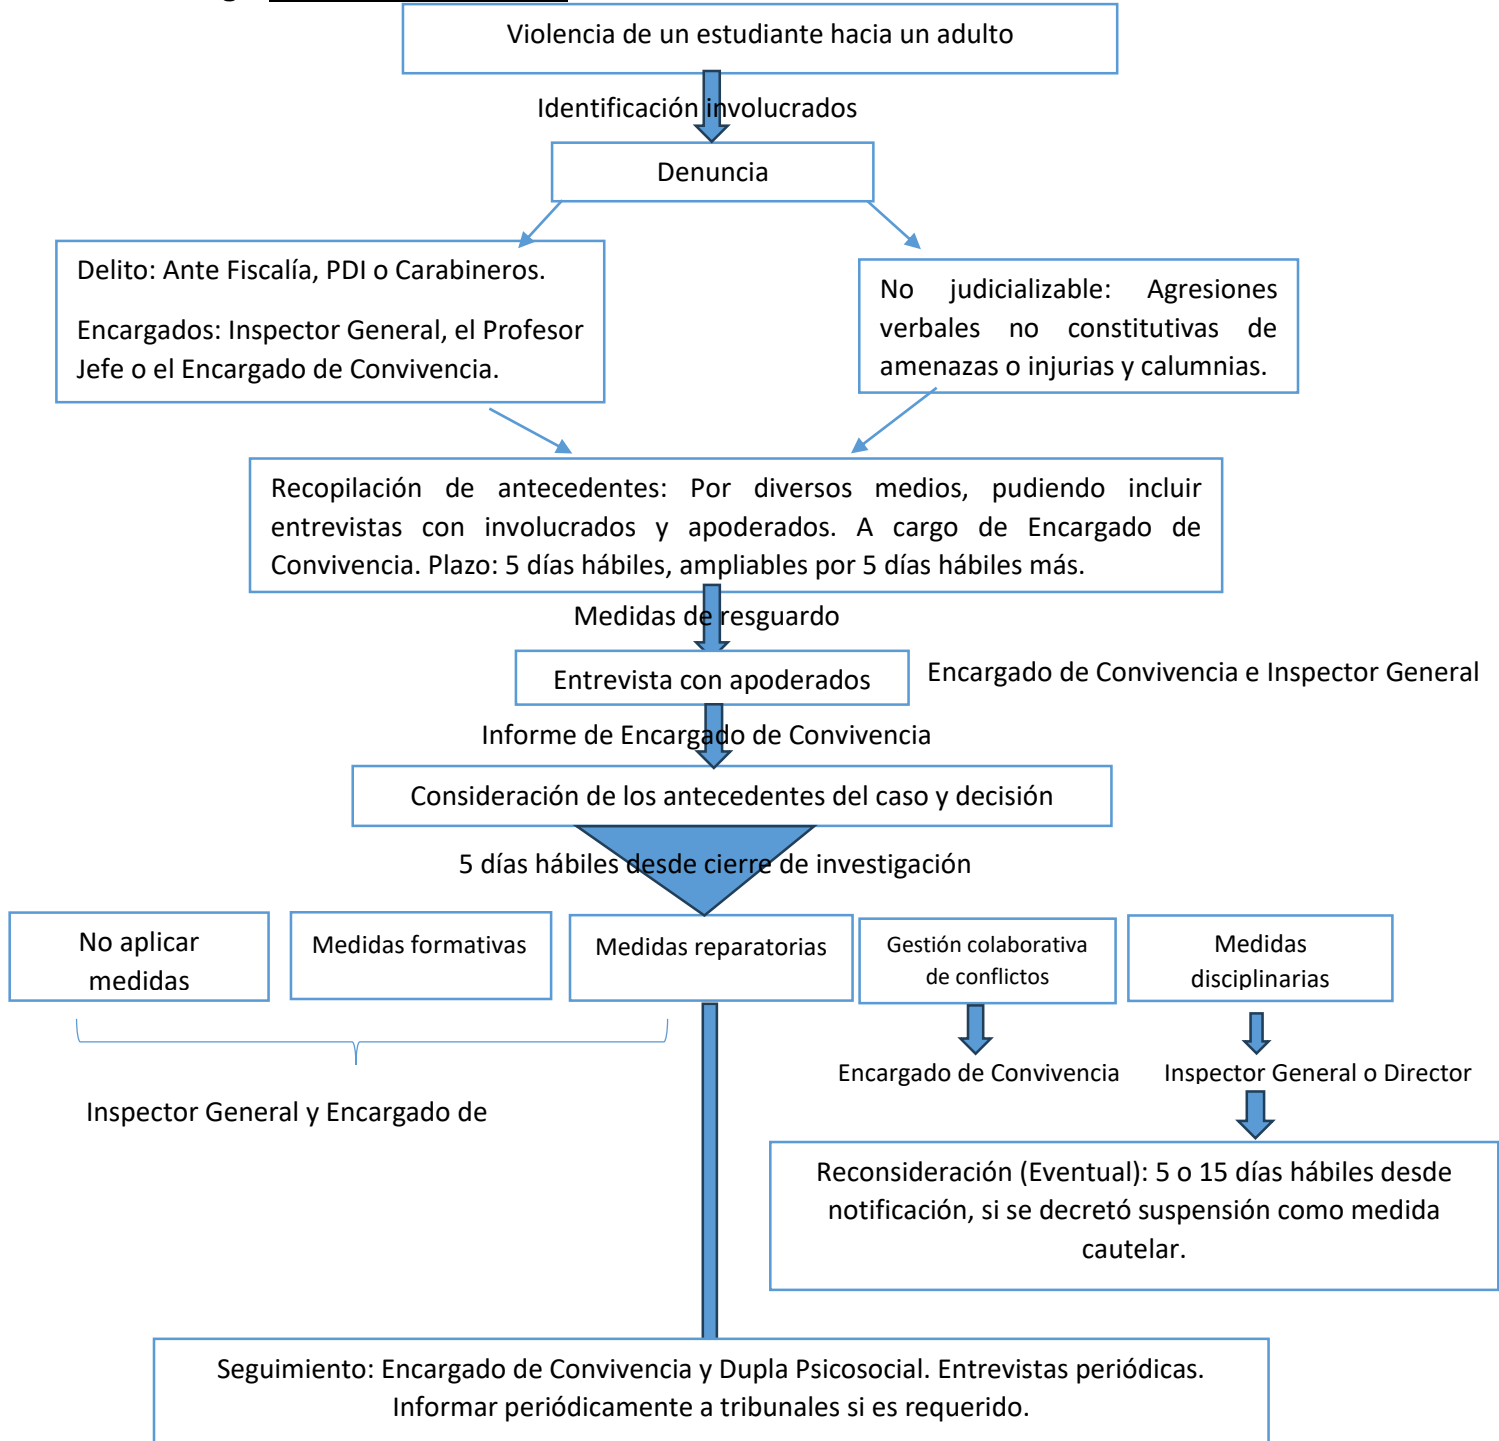 Violencia de un estudiante hacia un adulto
Identificación involucrados
Denuncia
Delito: Ante Fiscalía, PDI o Carabineros.
Encargados: Inspector General, el Profesor
Jefe o el Encargado de Convivencia.
No judicializable: Agresiones
verbales no constitutivas de
amenazas o injurias y calumnias.
Recopilación de antecedentes: Por diversos medios, pudiendo incluir
entrevistas con involucrados y apoderados. A cargo de Encargado de
Convivencia. Plazo: 5 días hábiles, ampliables por 5 días hábiles más.
Medidas de resguardo
Entrevista con apoderados
Encargado de Convivencia e Inspector General
Informe de Encargado de Convivencia
Consideración de los antecedentes del caso y decisión
5 días hábiles desde cierre de investigación
No aplicar
medidas
Medidas formativas
Medidas reparatorias
Gestión colaborativa
de conflictos
Medidas
disciplinarias
Encargado de Convivencia
Inspector General o Director
Inspector General y Encargado de
Reconsideración (Eventual): 5 o 15 días hábiles desde
notificación, si se decretó suspensión como medida
cautelar.
Seguimiento: Encargado de Convivencia y Dupla Psicosocial. Entrevistas periódicas.
Informar periódicamente a tribunales si es requerido.